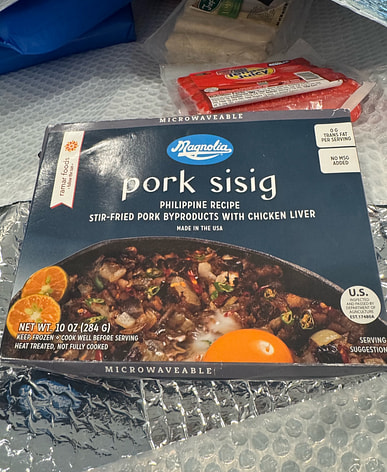 MICROWAVEABLE
ramar foods
Magnolia
0 G
TRANS FAT
PER SERVING
NO MSG
ADDED
pork sisig
PHILIPPINE RECIPE
STIR-FRIED PORK BYPRODUCTS WITH CHICKEN LIVER
MADE IN THE USA
U.S.
INSPECTED
AND PASSED BY
DEPARTMENT OF
AGRICULTURE
EST.17480A
NET WT. 10 OZ (284 G)
KEEP FROZEN • COOK WELL BEFORE SERVING
HEAT TREATED, NOT FULLY COOKED
SERVING
SUGGESTION
MICROWAVEABLE